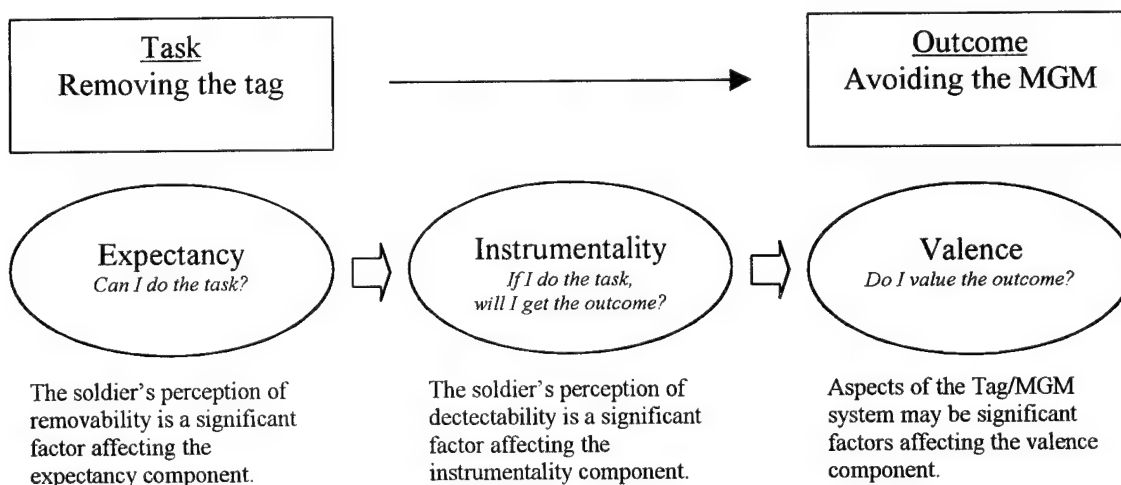 Task
Removing the tag
Outcome
Avoiding the MGM
Expectancy
Can I do the task?
Instrumentality
If I do the task,
will I get the outcome?
Valence
Do I value the outcome?
The soldier's perception of
removability is a significant
factor affecting the
expectancy component.
The soldier's perception of
dectectability is a significant
factor affecting the
instrumentality component.
Aspects of the Tag/MGM
system may be significant
factors affecting the valence
component.